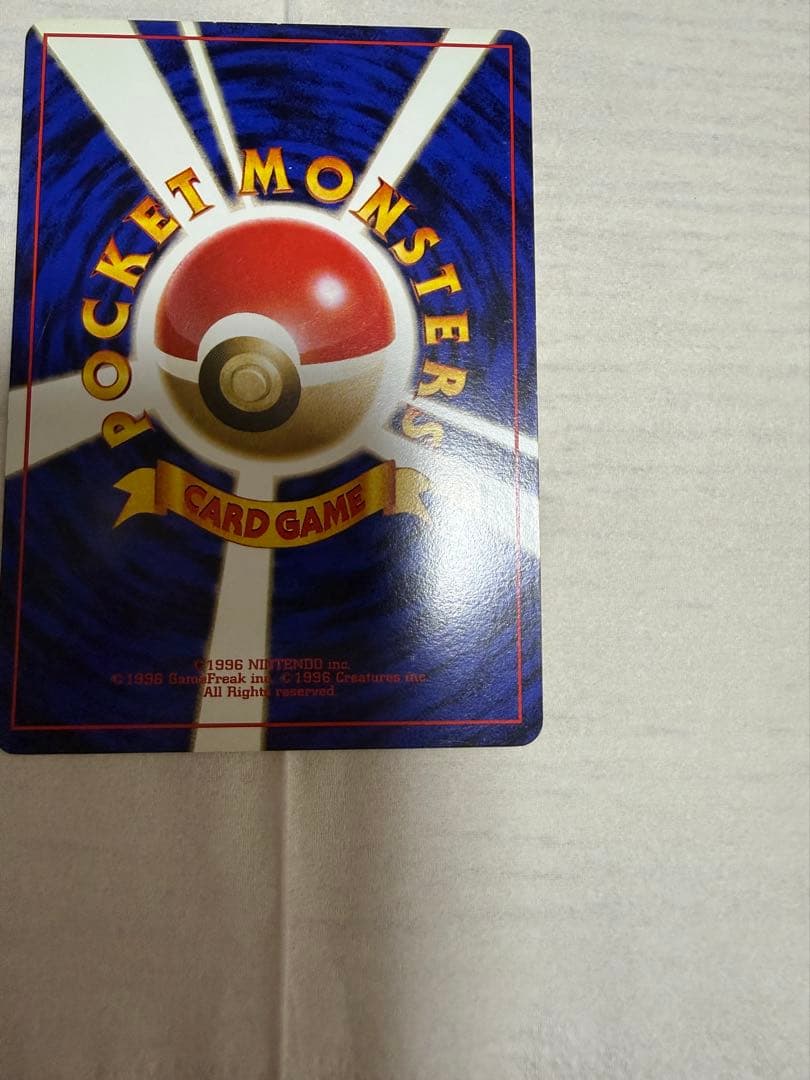 POCKET MONSTERS
CARD GAME
©1996 NINTENDO inc.
©1996 GameFreak inc. ©1996 Creatures inc.
All Rights reserved.